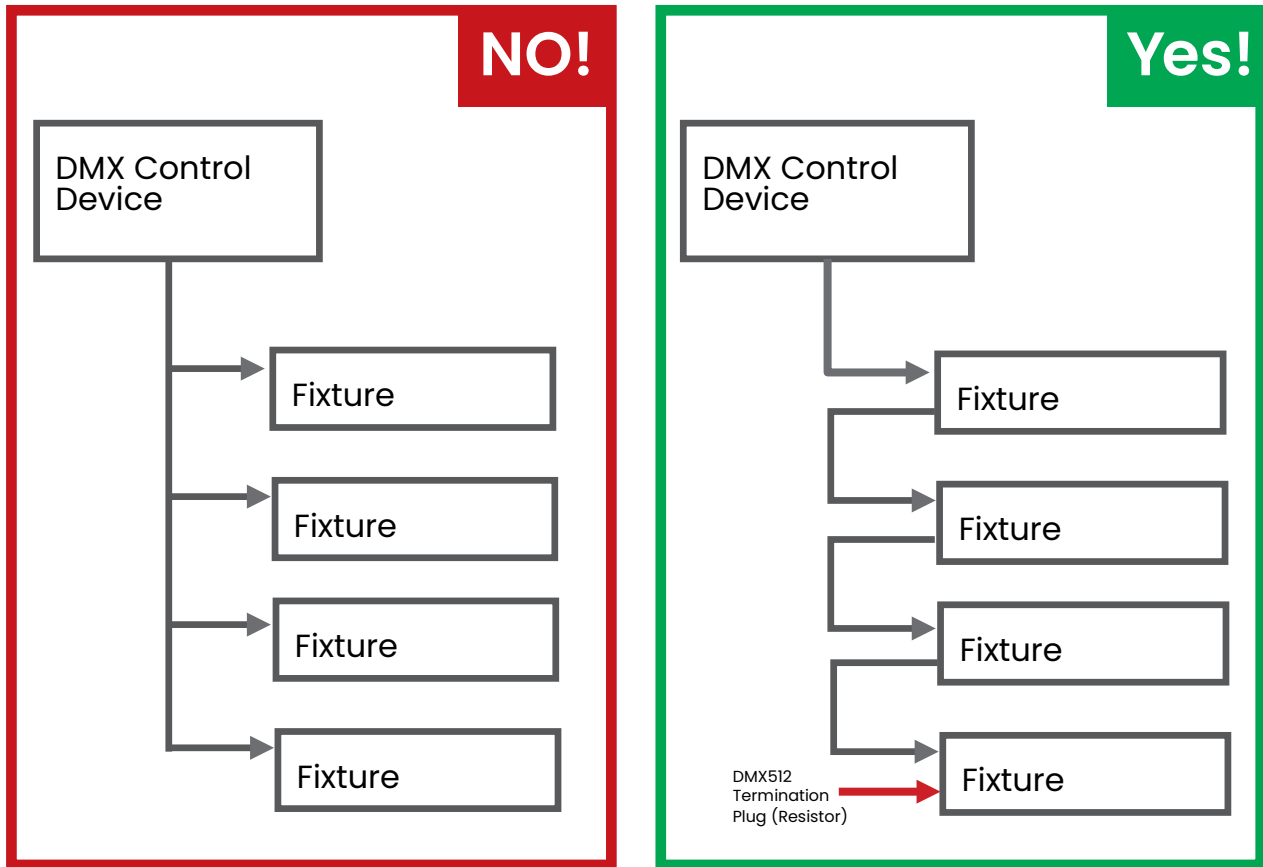 NO!
DMX Control
Device
Fixture
Fixture
Fixture
Fixture
Yes!
DMX Control
Device
Fixture
Fixture
Fixture
Fixture
DMX512
Termination
Plug (Resistor)